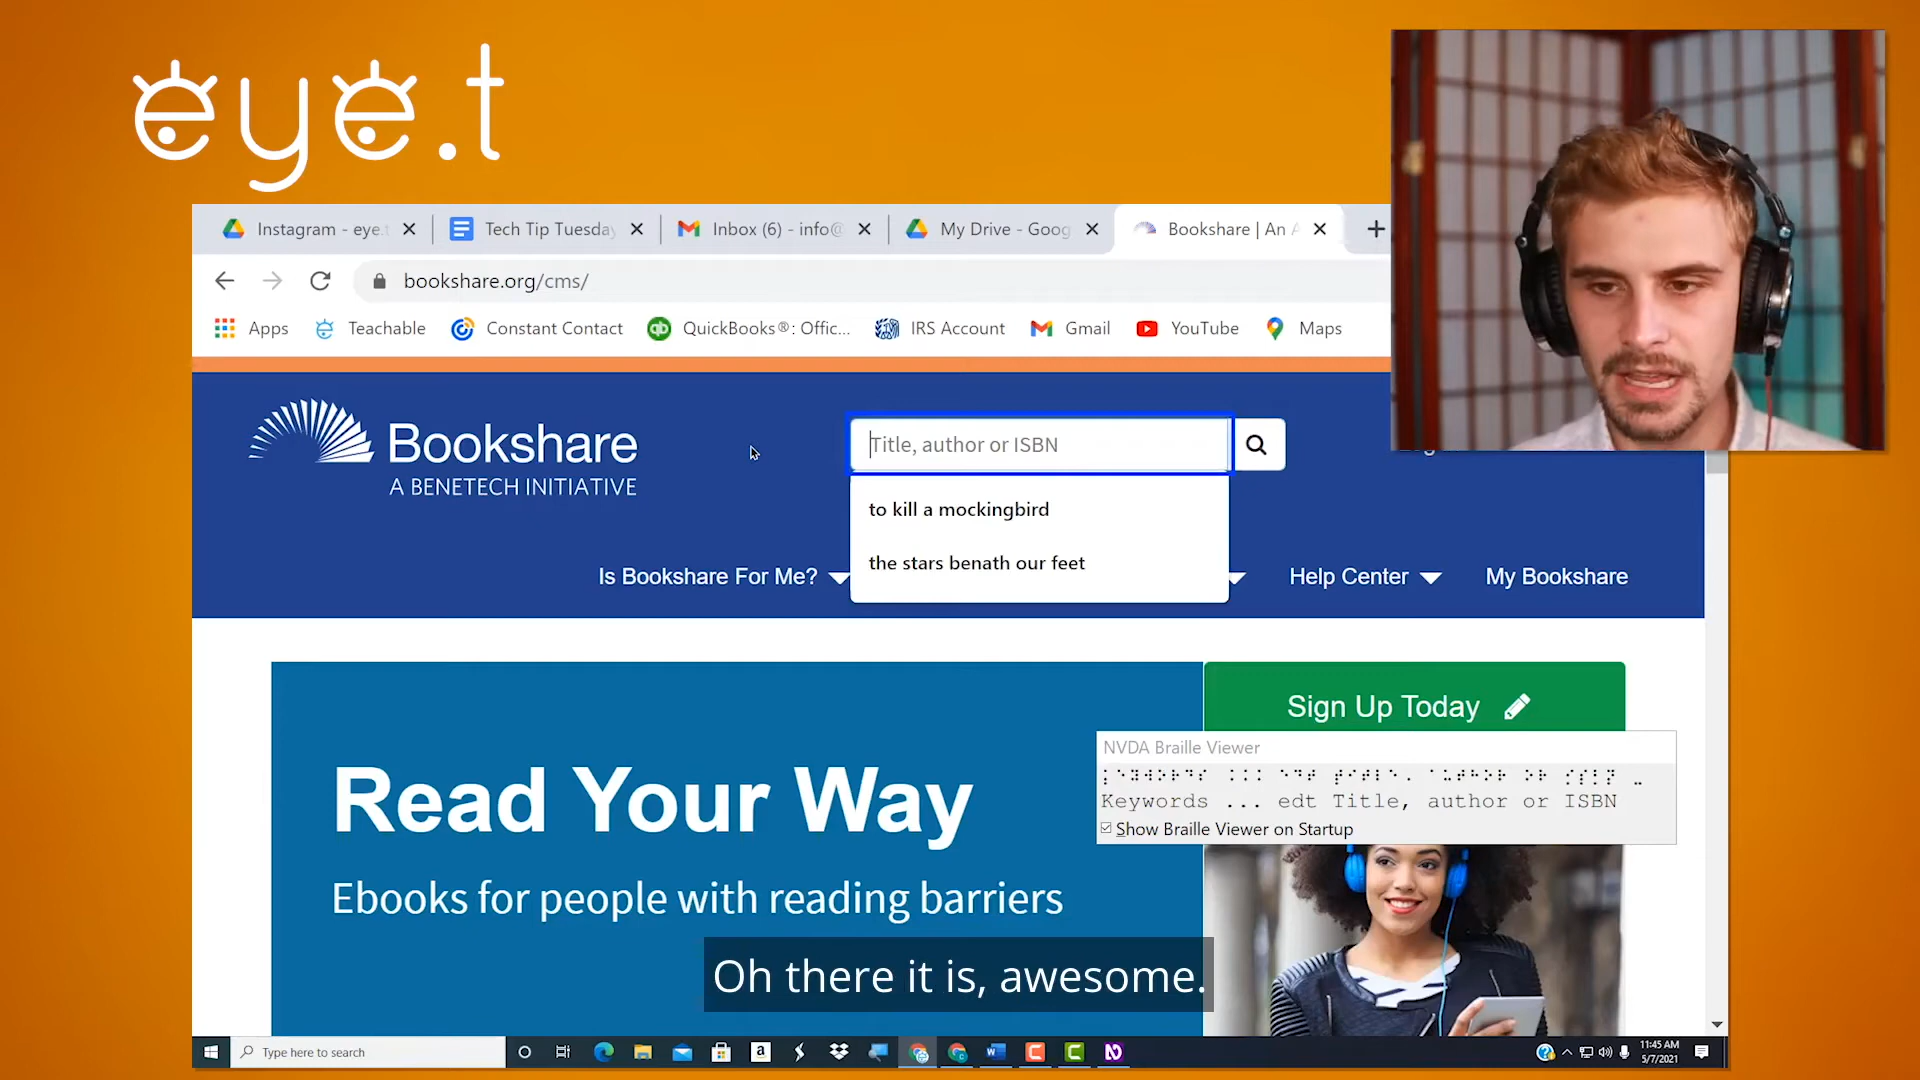 eye.t
Instagram - eye.t
Tech Tip Tuesday
Inbox (6) - info@
My Drive - Goog
Bookshare | An A
bookshare.org/cms/
Apps
Teachable
Constant Contact
QuickBooks®: Offic...
IRS Account
Gmail
YouTube
Maps
Bookshare
A BENETECH INITIATIVE
Title, author or ISBN
to kill a mockingbird
the stars benath our feet
Is Bookshare For Me?
Help Center
My Bookshare
Sign Up Today
Read Your Way
Ebooks for people with reading barriers
NVDA Braille Viewer
Keywords ... edt Title, author or ISBN
Show Braille Viewer on Startup
Oh there it is, awesome.
Type here to search
11:45 AM
5/7/2021